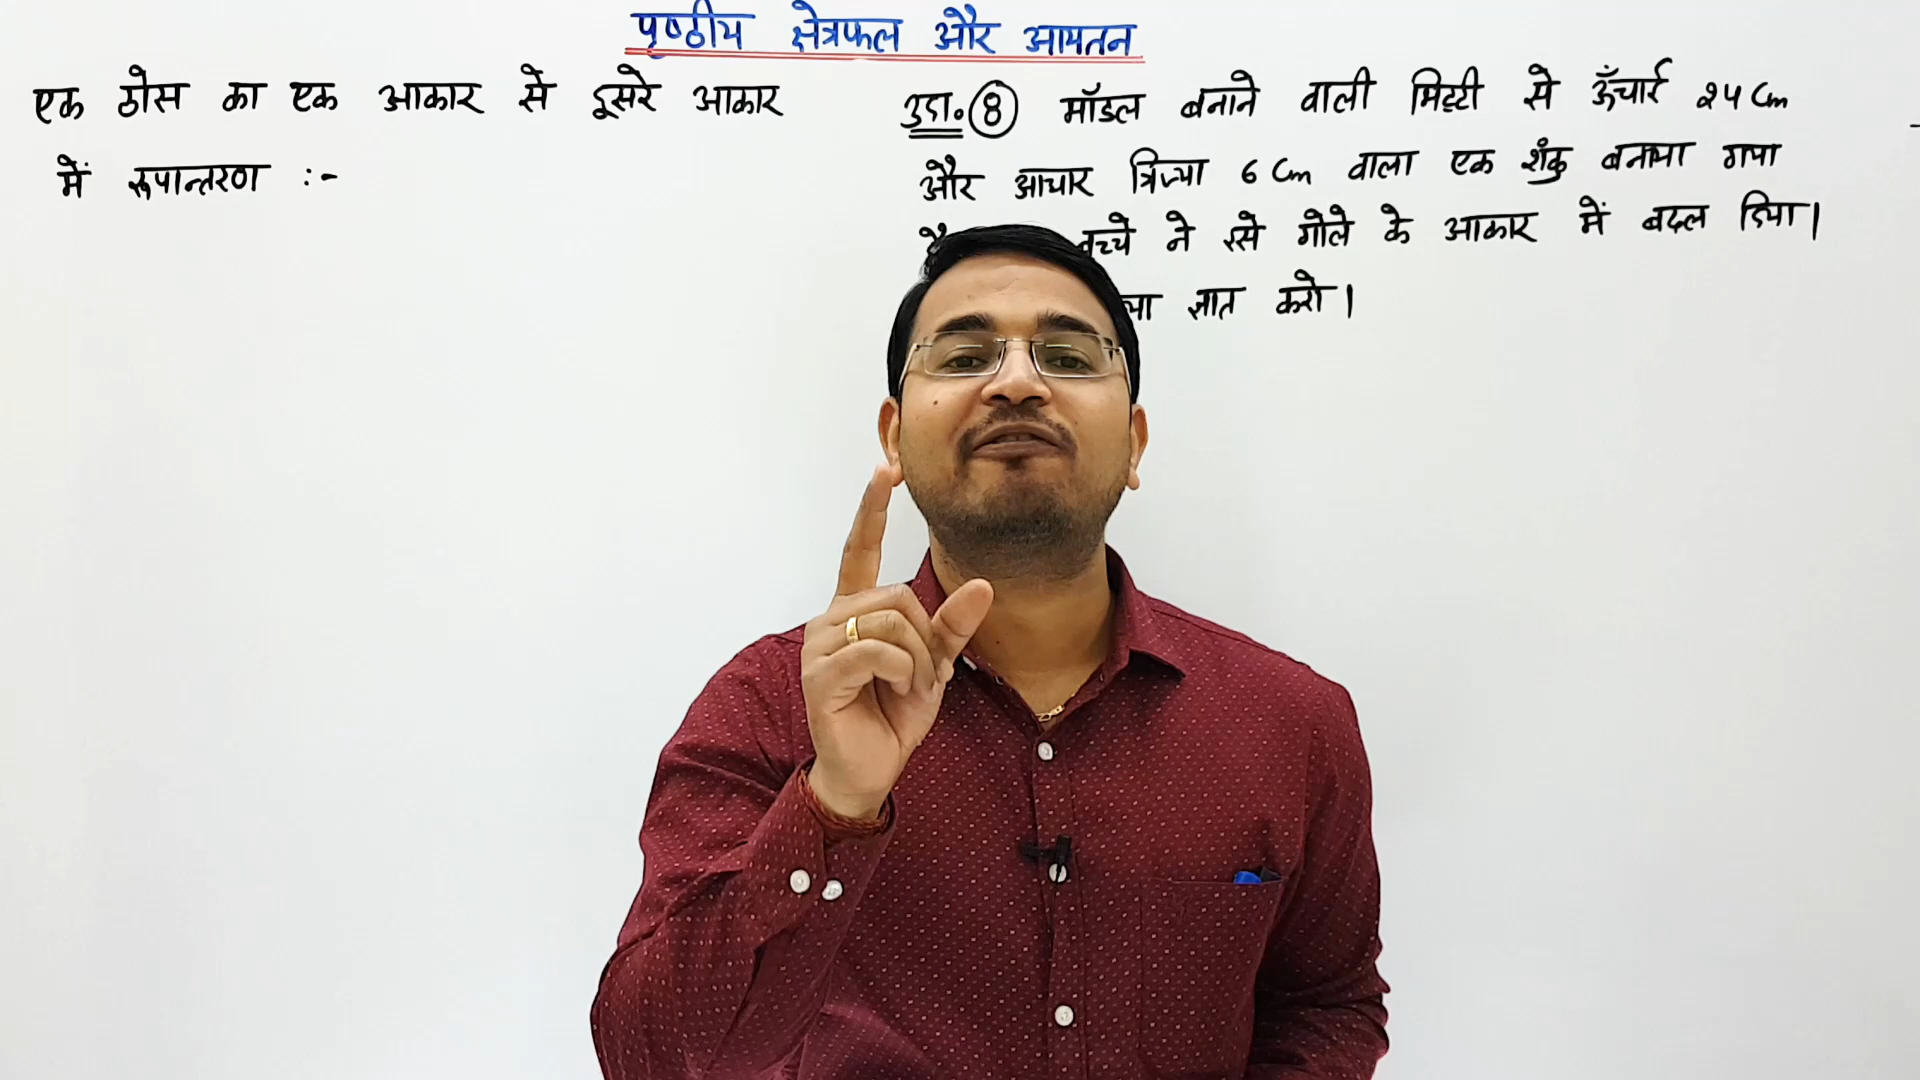 पृष्ठीय क्षेत्रफल और आयतन
एक ठोस का एक आकार से दूसरे आकार
में रूपान्तरण :-
उदा. 8 मॉडल बनाने वाली मिट्टी से ऊँचाई 24 Cm
और आधार त्रिज्या 6 Cm वाला एक शंकु बनाया गया
बच्चे ने इसे गोले के आकार में बदल दिया।
ज्ञात करो।